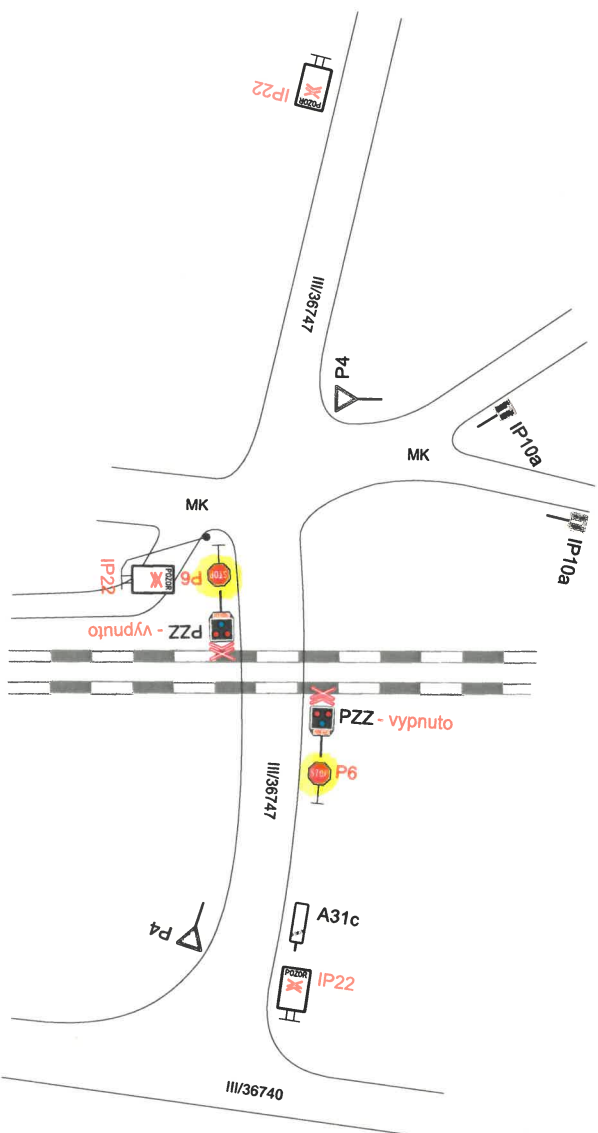 IP22
POZOR
III/36747
P4
MK
IP10a
MK
IP10a
IP22
POZOR
P6
STOP
PZZ - vypnuto
PZZ - vypnuto
STOP
P6
III/36747
A31c
P4
POZOR
IP22
III/36740